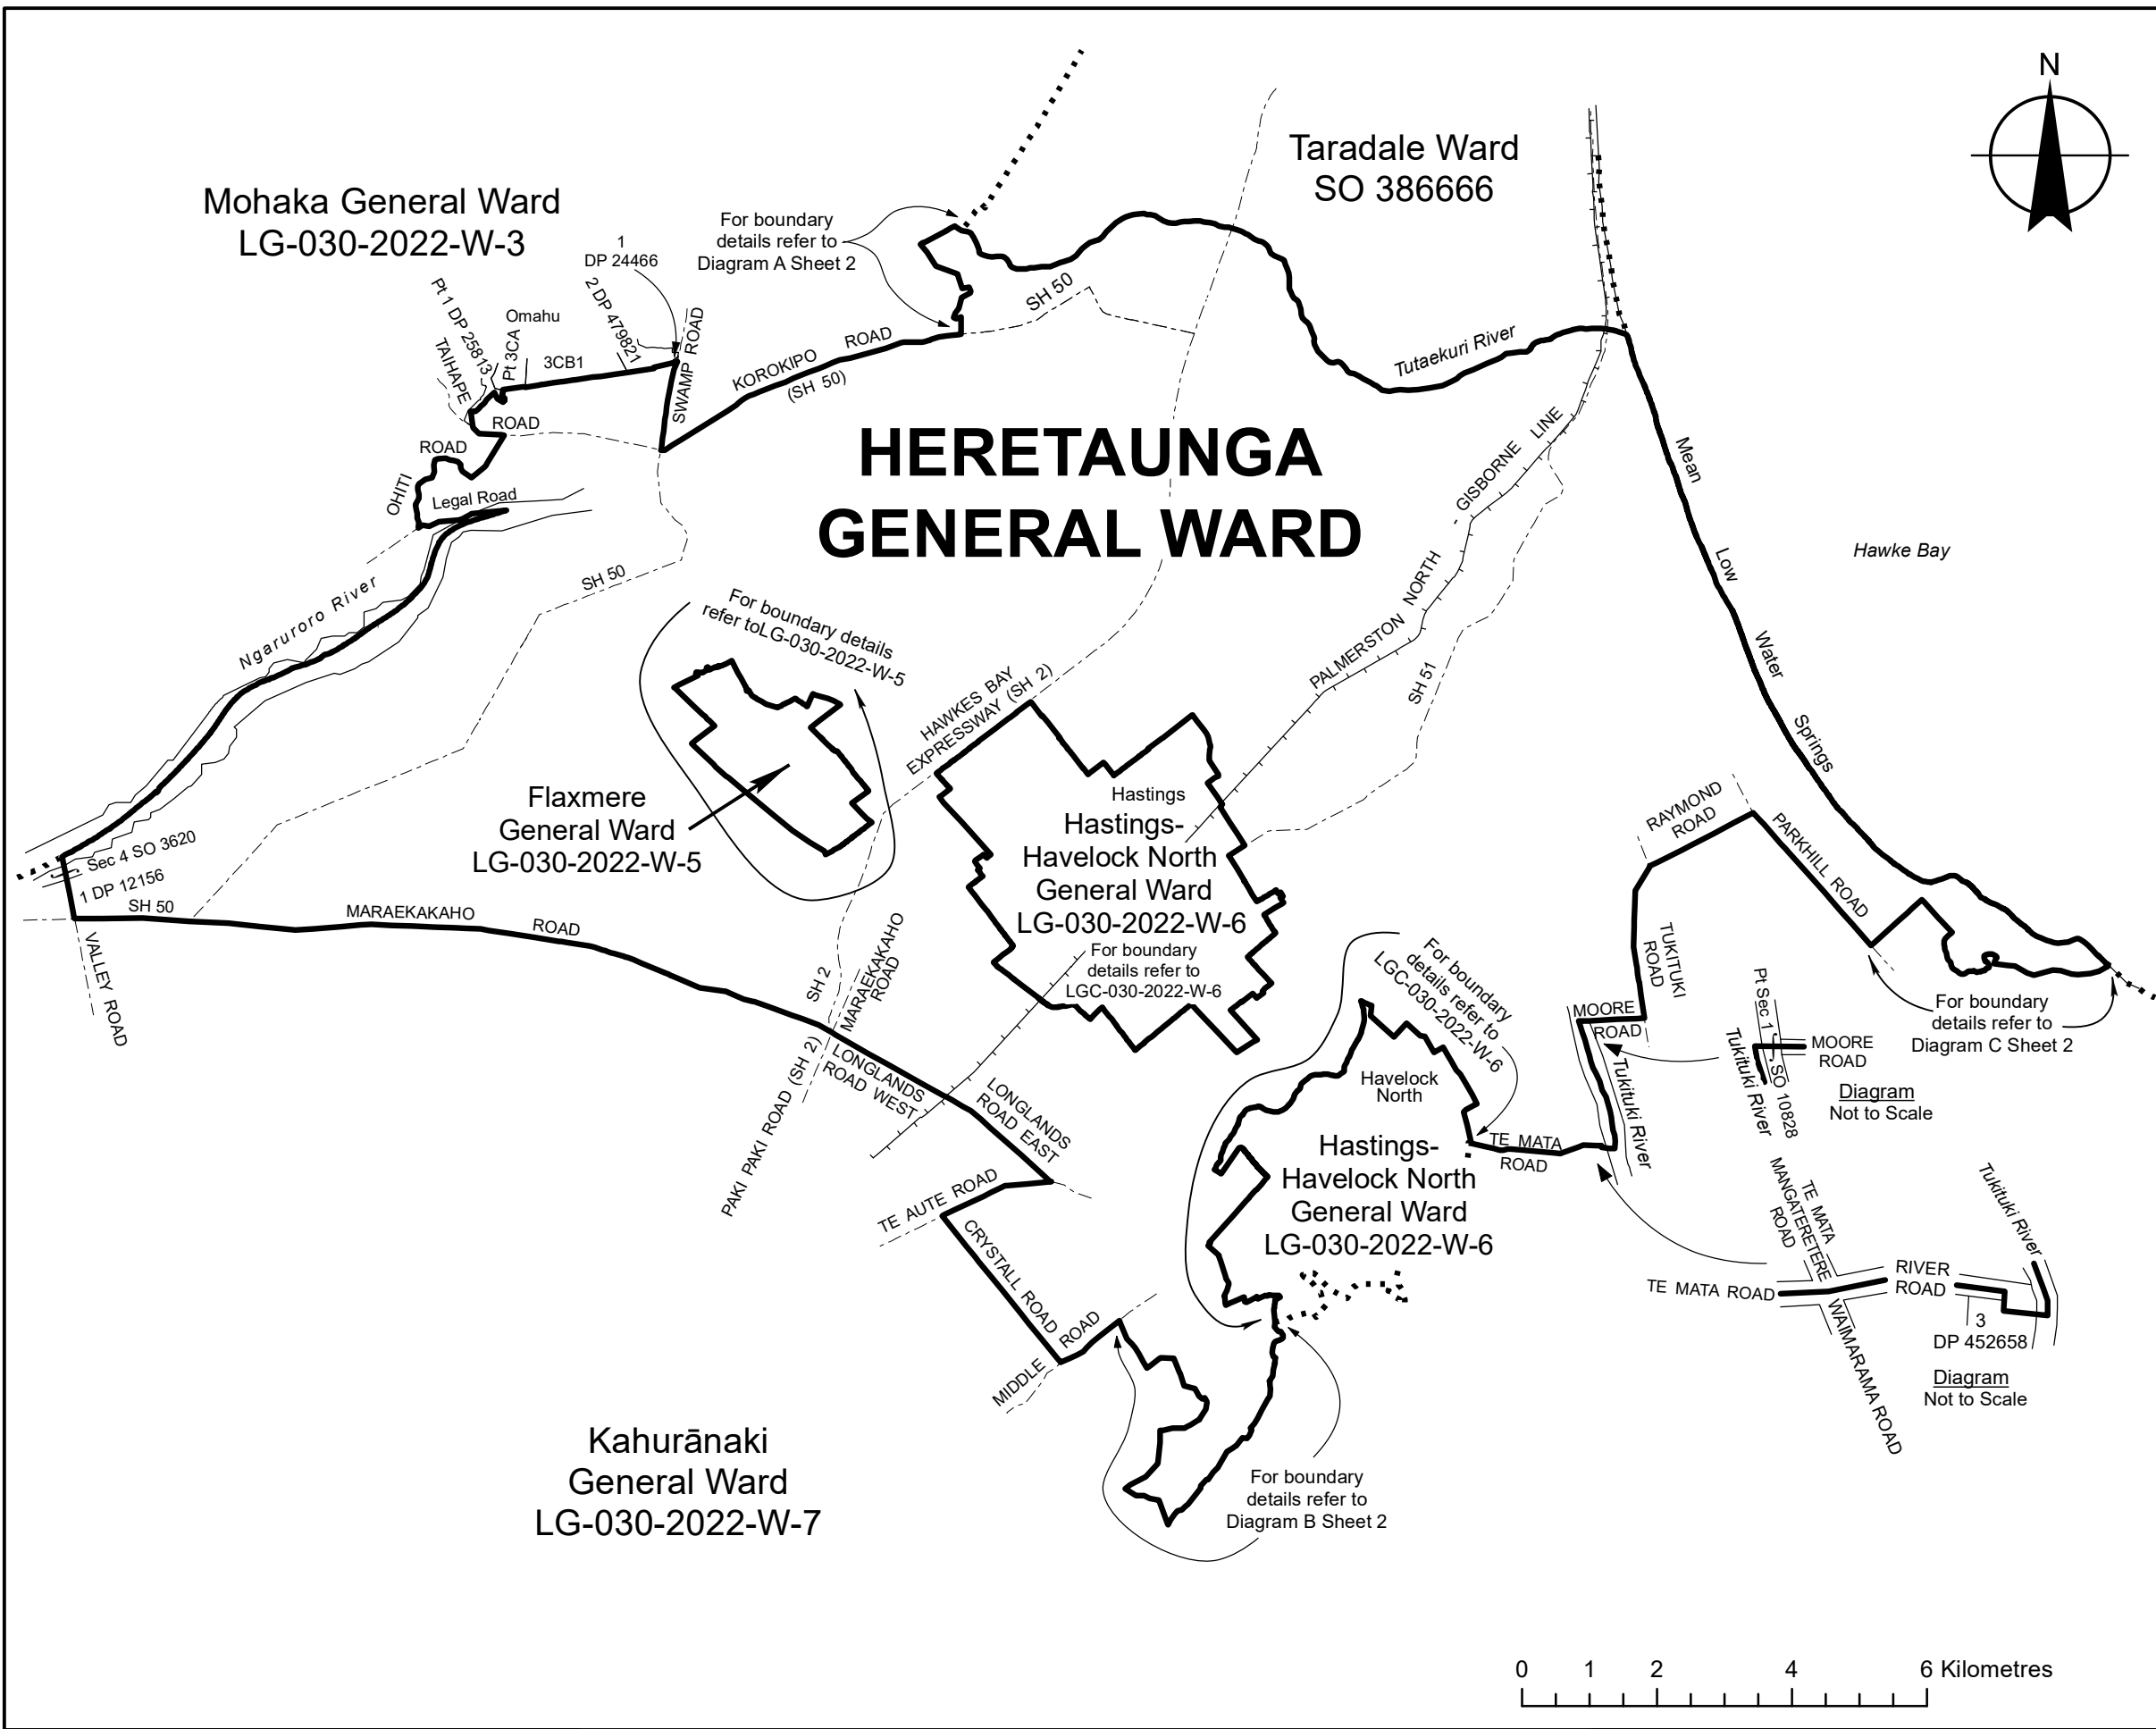 N
Taradale Ward
SO 386666
Mohaka General Ward
LG-030-2022-W-3
For boundary
details refer to
Diagram A Sheet 2
1
DP 24466
2 DP 479821
Pt 1 DP 25813
Pt 3CA
Omahu
3CB1
TAIHAPE
ROAD
SWAMP ROAD
KOROKIPO ROAD
(SH 50)
SH 50
Tutaekuri River
HERETAUNGA
GENERAL WARD
OHITI
ROAD
Legal Road
Ngaruroro River
SH 50
PALMERSTON NORTH - GISBORNE LINE
SH 51
Mean Low Water Springs
Hawke Bay
For boundary details
refer toLG-030-2022-W-5
HAWKES BAY
EXPRESSWAY (SH 2)
Flaxmere
General Ward
LG-030-2022-W-5
Hastings
Hastings-
Havelock North
General Ward
LG-030-2022-W-6
For boundary
details refer to
LGC-030-2022-W-6
Sec 4 SO 3620
1 DP 12156
SH 50
VALLEY ROAD
MARAEKAKAHO ROAD
SH 2
MARAEKAKAHO
ROAD
PAKI PAKI ROAD (SH 2)
LONGLANDS
ROAD WEST
LONGLANDS
ROAD EAST
TE AUTE ROAD
CRYSTALL ROAD
MIDDLE ROAD
For boundary
details refer to
LGC-030-2022-W-6
Havelock
North
Hastings-
Havelock North
General Ward
LG-030-2022-W-6
TE MATA
ROAD
RAYMOND
ROAD
PARKHILL ROAD
TUKITUKI
ROAD
MOORE
ROAD
Tukituki River
For boundary
details refer to
Diagram C Sheet 2
Pt Sec 1
SO 10828
Tukituki River
MOORE
ROAD
Diagram
Not to Scale
TE MATA
MANGATERETERE
ROAD
TE MATA ROAD
RIVER
ROAD
WAIMARAMA ROAD
Tukituki River
3
DP 452658
Diagram
Not to Scale
For boundary
details refer to
Diagram B Sheet 2
Kahurānaki
General Ward
LG-030-2022-W-7
0 1 2 4 6 Kilometres